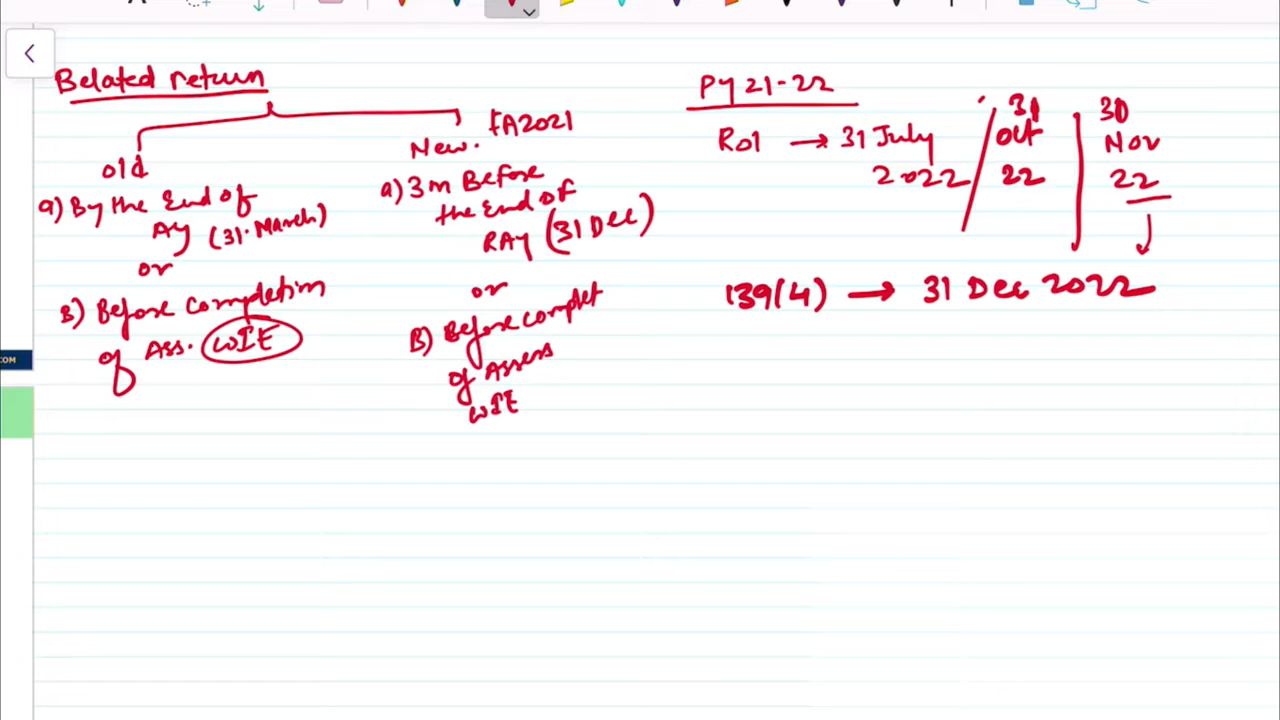 Belated return
old
a) By the End of
AY (31. March)
or
B) Before completion
of Ass. WIE
New. FA2021
a) 3m Before
the End of
RAY (31 Dec)
or
B) Before complet
of Assess
WIE
PY 21-22
ROI → 31 July
2022
31
Oct
22
30
Nov
22
139(4) → 31 Dec 2022
COM